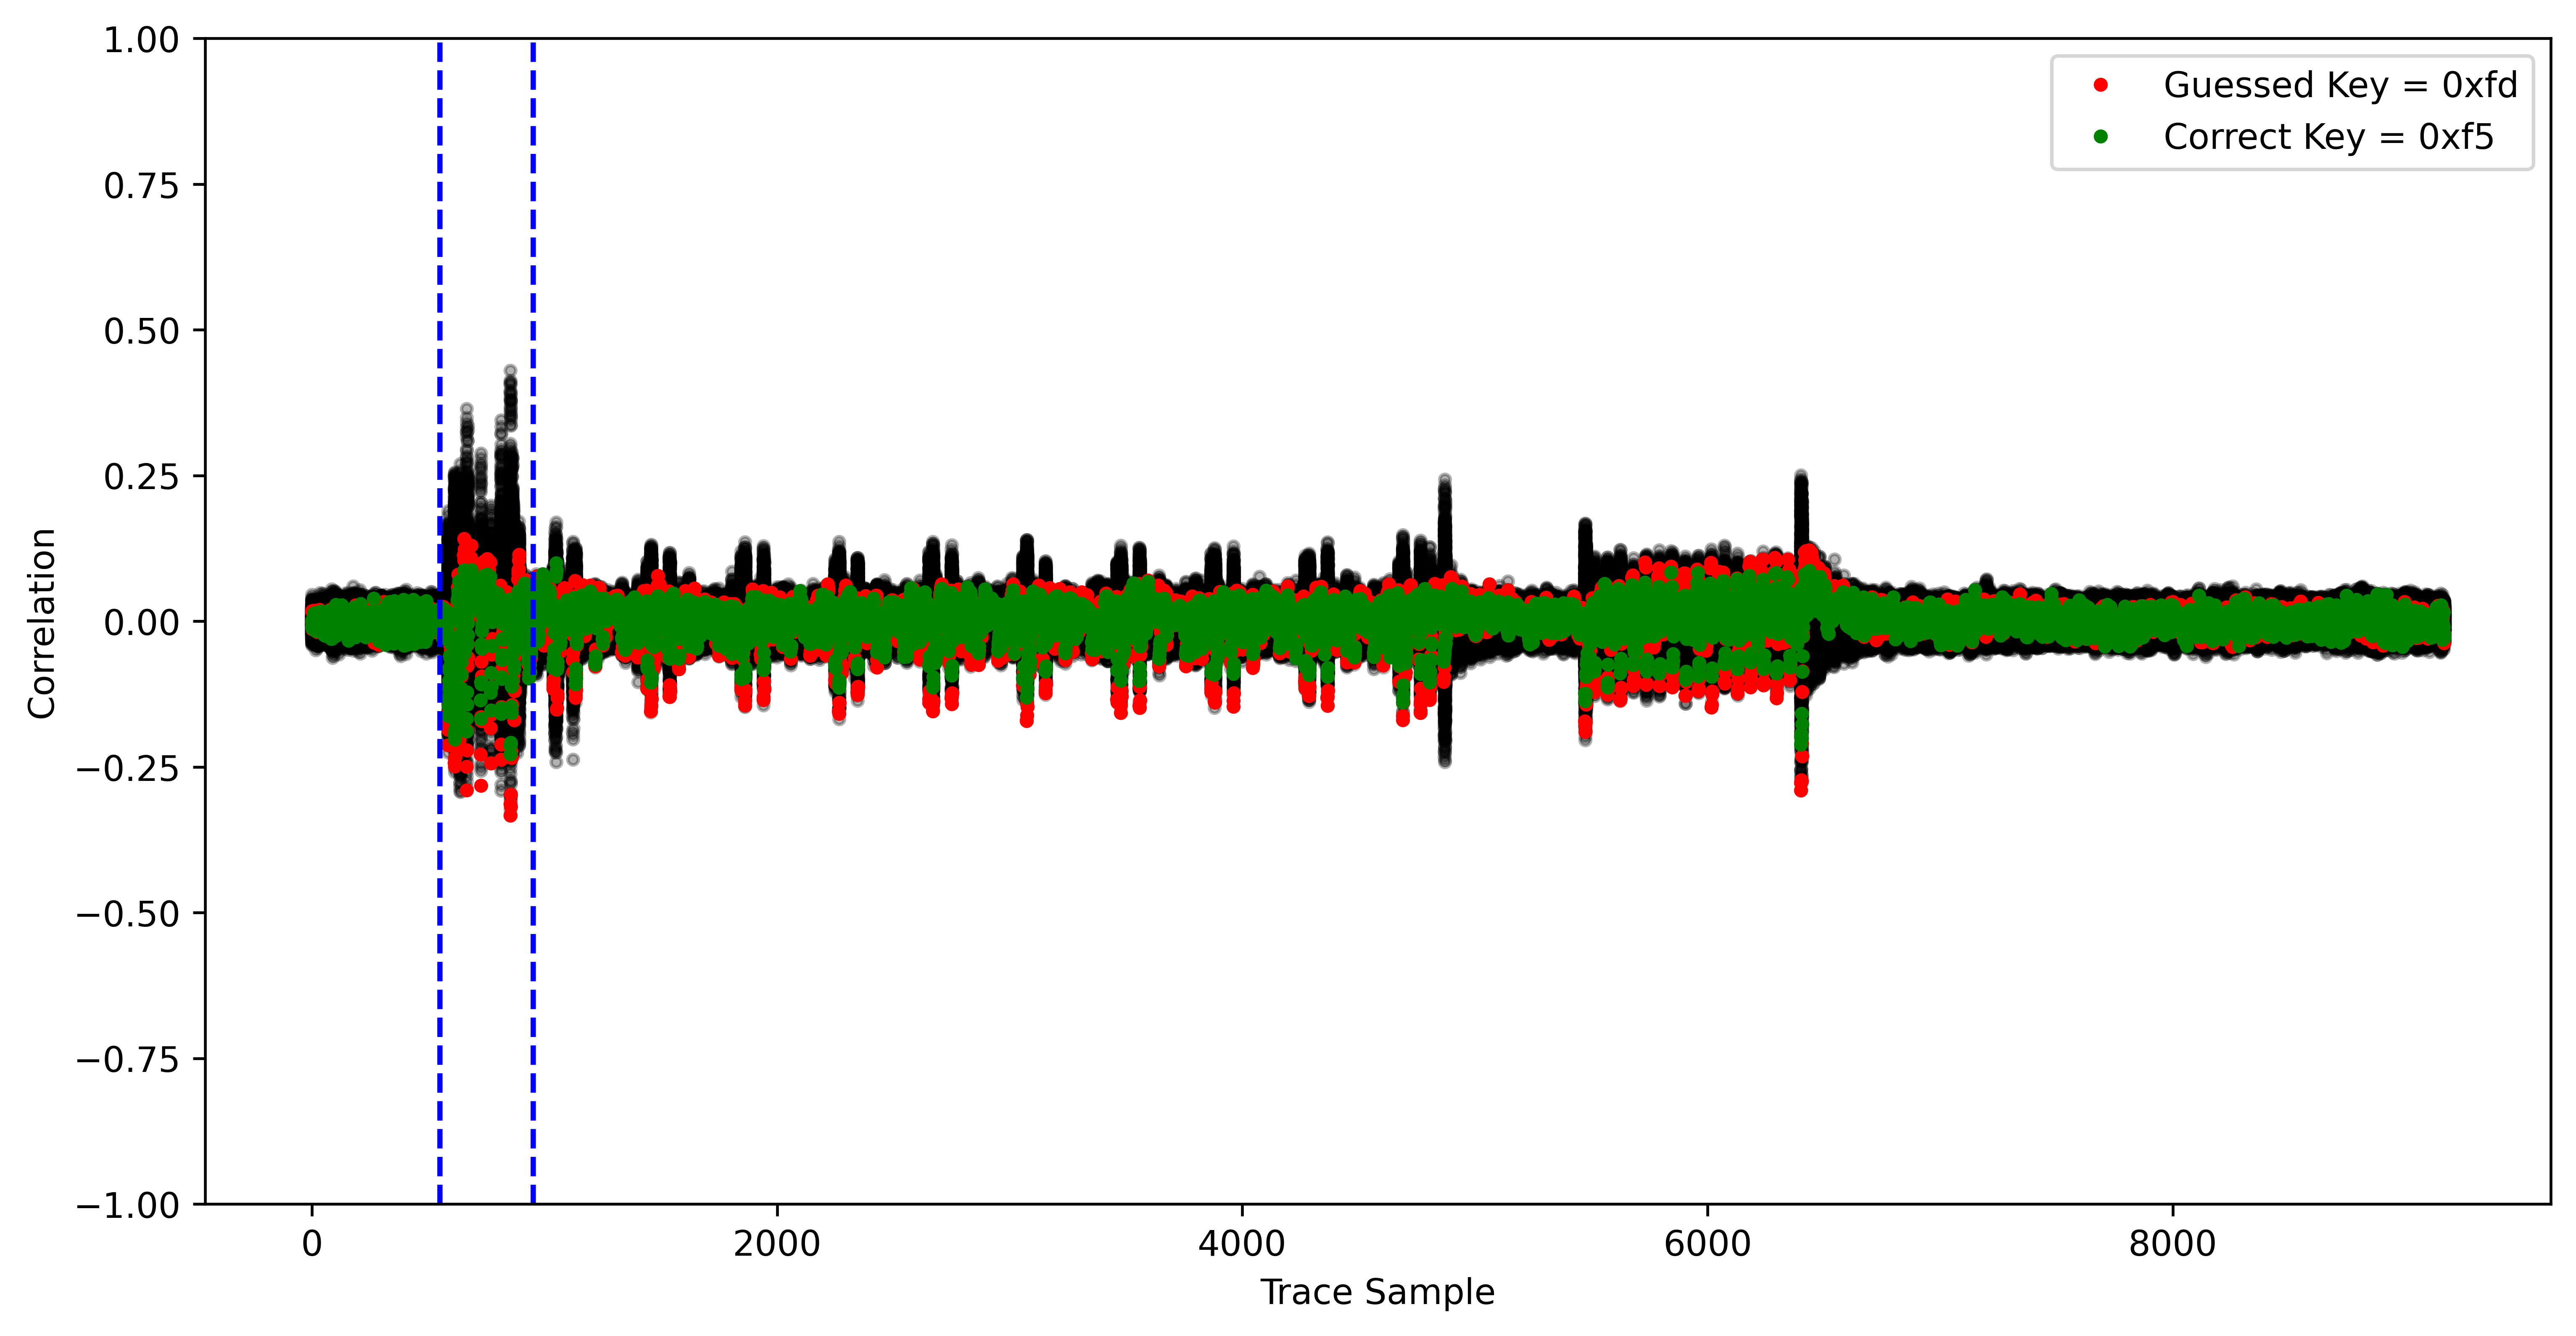 1.00
0.75
0.50
0.25
0.00
−0.25
−0.50
−0.75
−1.00
Correlation
Guessed Key = 0xfd
Correct Key = 0xf5
0 2000 4000 6000 8000
Trace Sample